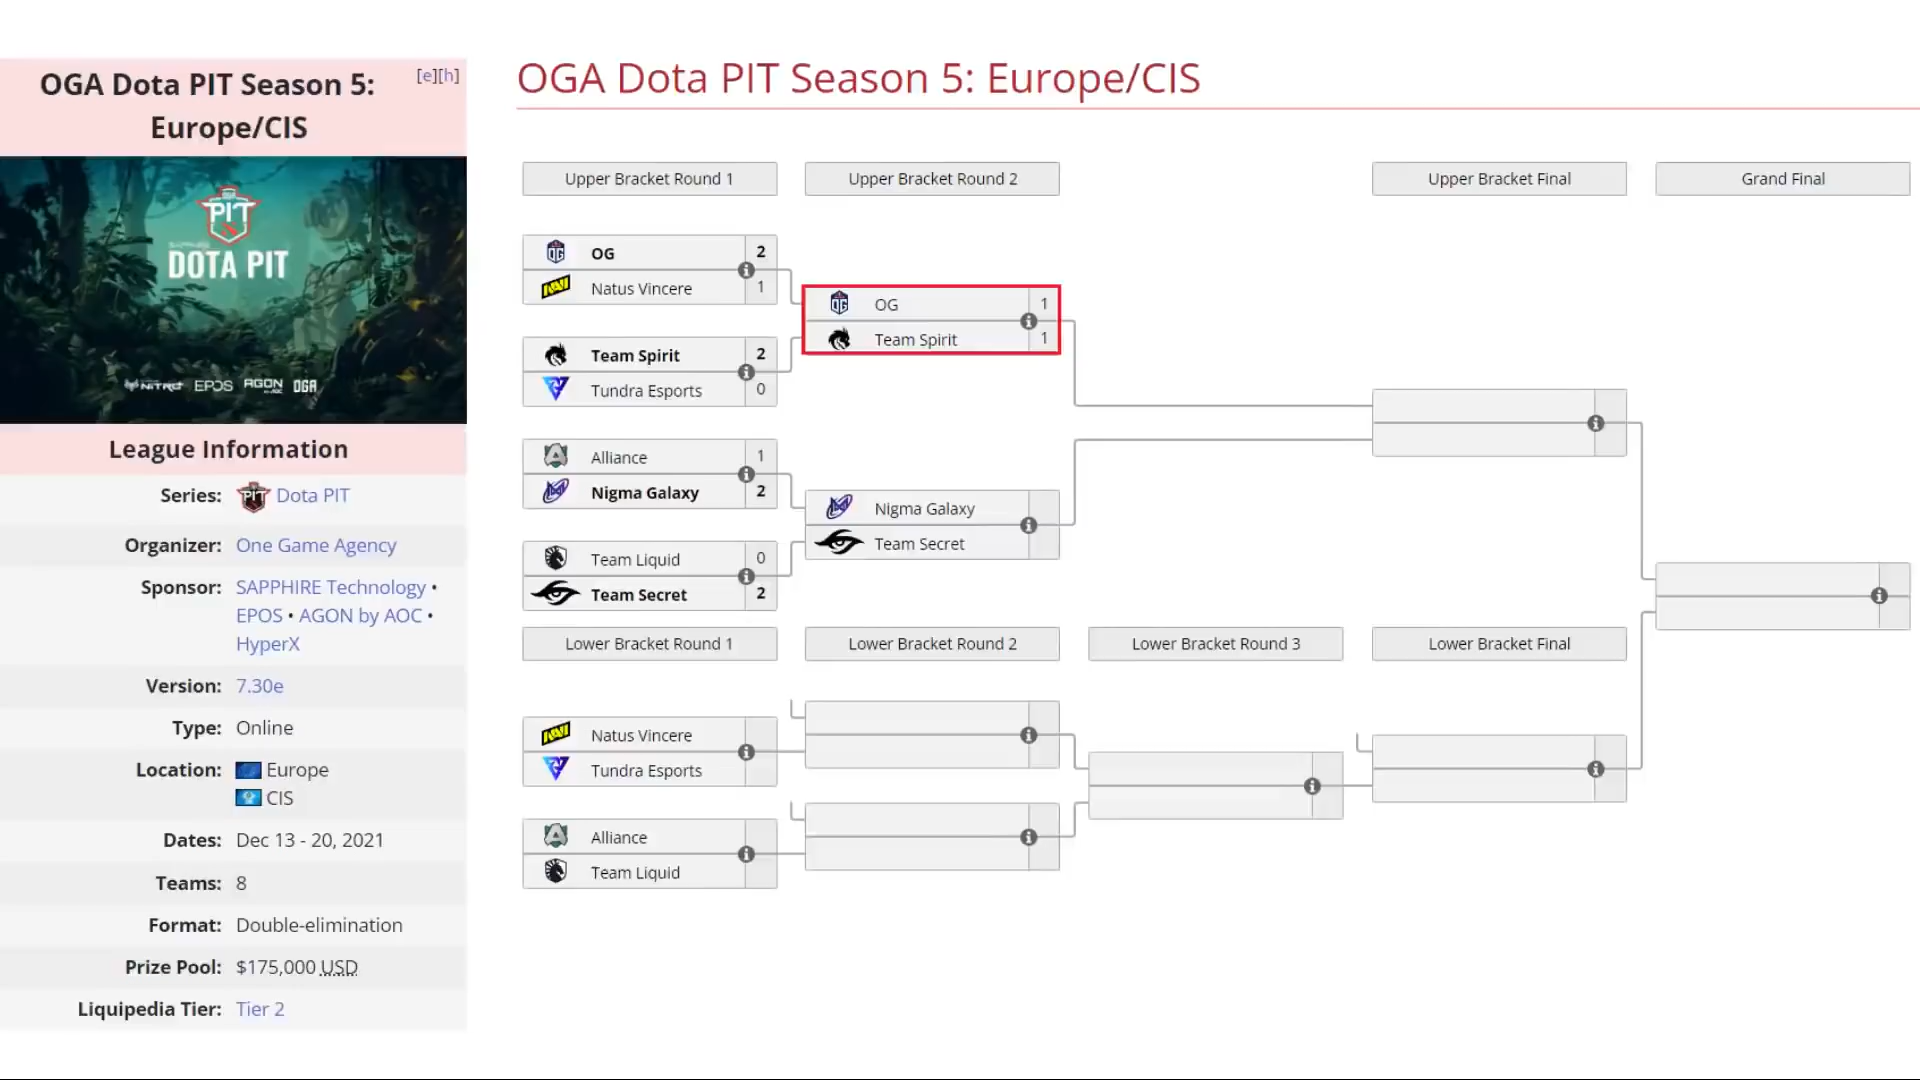 OGA Dota PIT Season 5: Europe/CIS
[e][h]
PIT
SAPPHIRE
DOTA PIT
NITRO+ EPOS AGON OGA
League Information
Series: Dota PIT
Organizer: One Game Agency
Sponsor: SAPPHIRE Technology •
EPOS • AGON by AOC •
HyperX
Version: 7.30e
Type: Online
Location: Europe
CIS
Dates: Dec 13 - 20, 2021
Teams: 8
Format: Double-elimination
Prize Pool: $175,000 USD
Liquipedia Tier: Tier 2
OGA Dota PIT Season 5: Europe/CIS
Upper Bracket Round 1
OG 2
Natus Vincere 1
Team Spirit 2
Tundra Esports 0
Alliance 1
Nigma Galaxy 2
Team Liquid 0
Team Secret 2
Upper Bracket Round 2
OG 1
Team Spirit 1
Nigma Galaxy
Team Secret
Upper Bracket Final
Grand Final
Lower Bracket Round 1
Natus Vincere
Tundra Esports
Alliance
Team Liquid
Lower Bracket Round 2
Lower Bracket Round 3
Lower Bracket Final